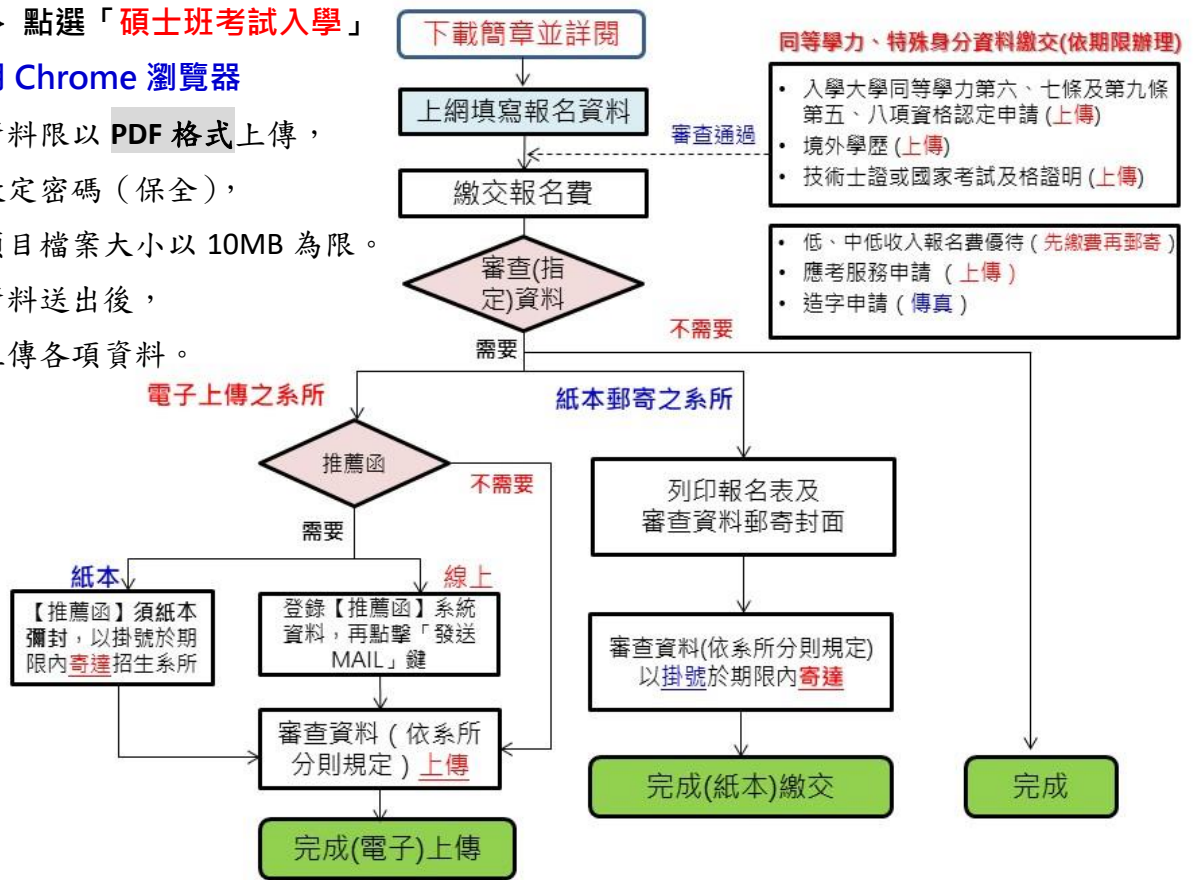 點選「碩士班考試入學」
Chrome 瀏覽器
料限以 PDF 格式上傳，
定密碼（保全），
目檔案大小以 10MB 為限。
料送出後，
傳各項資料。
下載簡章並詳閱
上網填寫報名資料
審查通過
繳交報名費
審查(指
定)資料
同等學力、特殊身分資料繳交(依期限辦理)
• 入學大學同等學力第六、七條及第九條
第五、八項資格認定申請 (上傳)
• 境外學歷 (上傳)
• 技術士證或國家考試及格證明 (上傳)
• 低、中低收入報名費優待（先繳費再郵寄）
• 應考服務申請 （上傳）
• 造字申請（傳真）
需要
不需要
電子上傳之系所
紙本郵寄之系所
推薦函
不需要
需要
紙本
線上
【推薦函】須紙本
彌封，以掛號於期
限內寄達招生系所
登錄【推薦函】系統
資料，再點擊「發送
MAIL」鍵
審查資料（依系所
分則規定）上傳
完成(電子)上傳
列印報名表及
審查資料郵寄封面
審查資料(依系所分則規定)
以掛號於期限內寄達
完成(紙本)繳交
完成